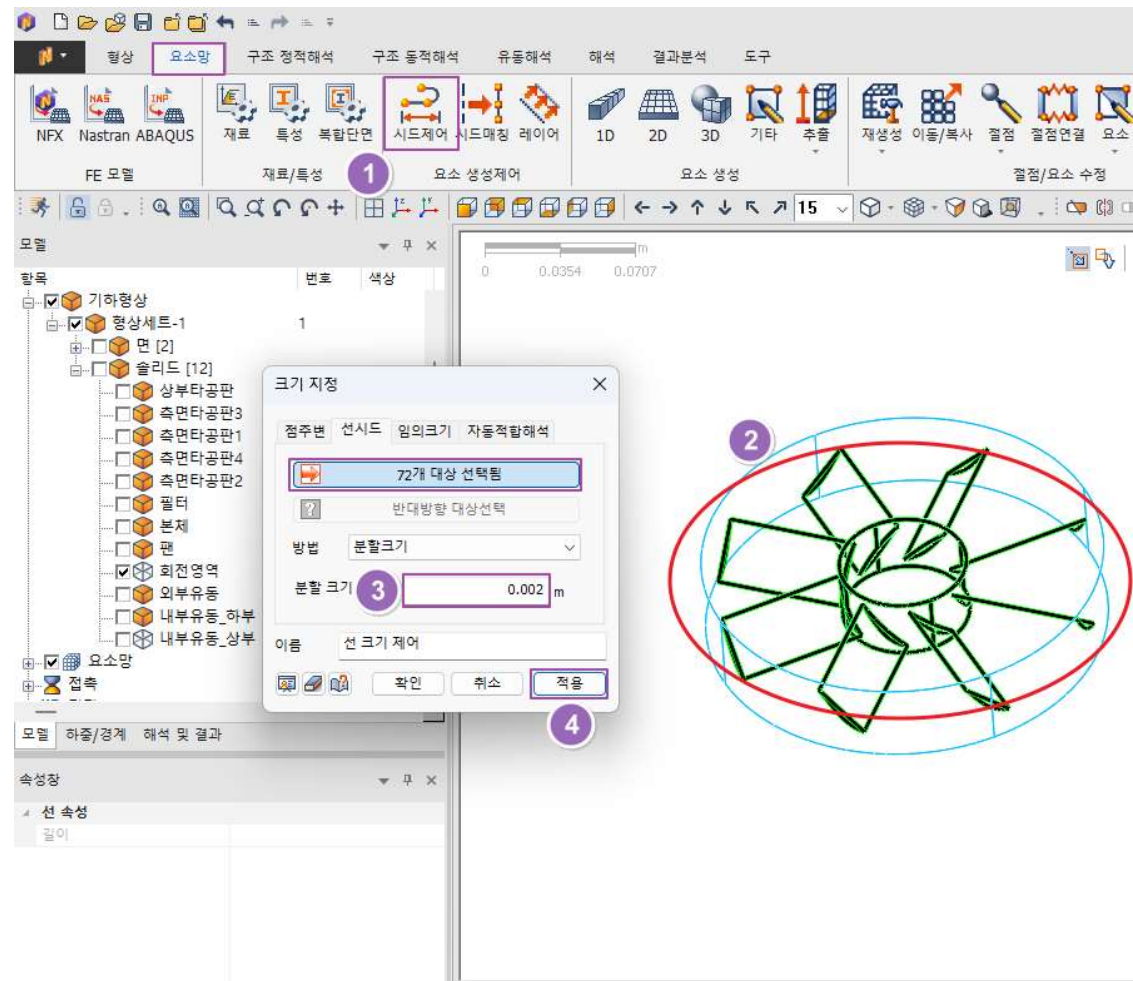 형상 요소망 구조 정적해석 구조 동적해석 유동해석 해석 결과분석 도구
NAS INP
NFX Nastran ABAQUS 재료 특성 복합단면 시드제어 시드매칭 레이어 1D 2D 3D 기타 추출 재생성 이동/복사 절점 절점연결 요소
FE 모델 재료/특성 1 요소 생성제어 요소 생성 절점/요소 수정
15
모델
m
0 0.0354 0.0707
항목 번호 색상
기하형상
형상세트-1 1
면 [2]
솔리드 [12]
상부타공판
측면타공판3
측면타공판1
측면타공판4
측면타공판2
필터
본체
팬
회전영역
외부유동
내부유동_하부
내부유동_상부
요소망
접촉
모델 하중/경계 해석 및 결과
속성창
선 속성
길이
크기 지정
점주변 선시드 임의크기 자동적합해석
72개 대상 선택됨
반대방향 대상선택
방법 분할크기
분할 크기 3 0.002 m
이름 선 크기 제어
확인 취소 적용
4
2